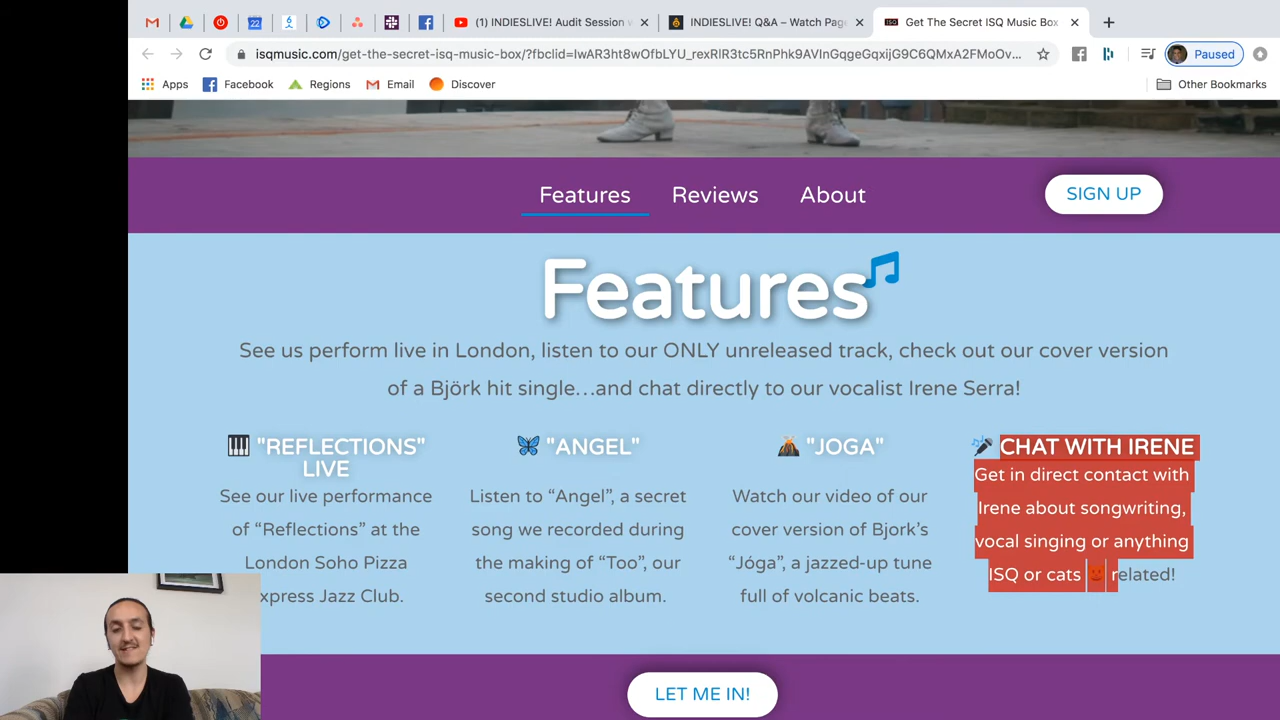 (1) INDIESLIVE! Audit Session
INDIESLIVE! Q&A – Watch Page
Get The Secret ISQ Music Box
isqmusic.com/get-the-secret-isq-music-box/?fbclid=IwAR3ht8wOfbLYU_rexRlR3tc5RnPhk9AVInGqgeGqxijG9C6QMxA2FMoOv...
Paused
Apps
Facebook
Regions
Email
Discover
Other Bookmarks
Features
Reviews
About
SIGN UP
Features
See us perform live in London, listen to our ONLY unreleased track, check out our cover version
of a Björk hit single…and chat directly to our vocalist Irene Serra!
"REFLECTIONS"
LIVE
See our live performance
of “Reflections” at the
London Soho Pizza
xpress Jazz Club.
"ANGEL"
Listen to “Angel”, a secret
song we recorded during
the making of “Too”, our
second studio album.
"JOGA"
Watch our video of our
cover version of Bjork’s
“Jóga”, a jazzed-up tune
full of volcanic beats.
CHAT WITH IRENE
Get in direct contact with
Irene about songwriting,
vocal singing or anything
ISQ or cats related!
LET ME IN!